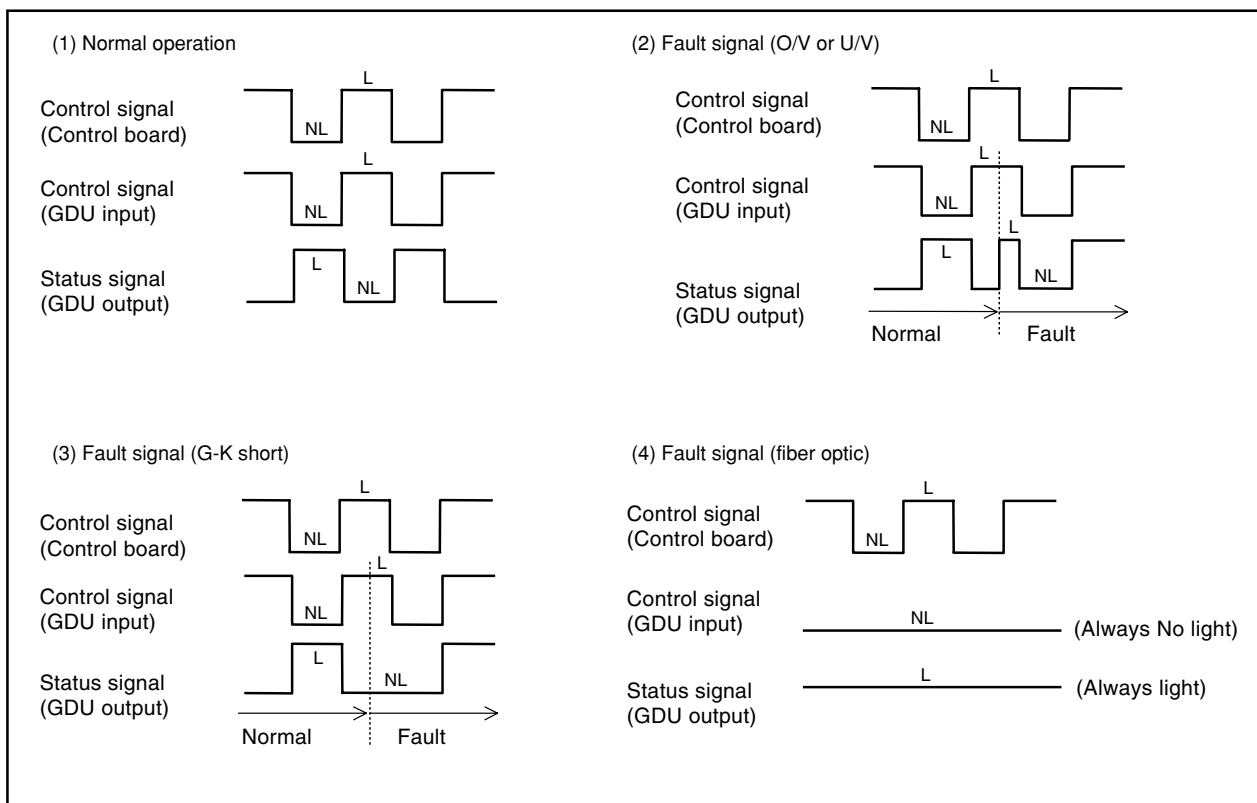 (1) Normal operation
L
Control signal
(Control board)
NL
L
Control signal
(GDU input)
NL
Status signal
(GDU output)
L
NL
(2) Fault signal (O/V or U/V)
L
Control signal
(Control board)
NL
L
Control signal
(GDU input)
NL
L
Status signal
(GDU output)
L
NL
Normal
Fault
(3) Fault signal (G-K short)
L
Control signal
(Control board)
NL
L
Control signal
(GDU input)
NL
Status signal
(GDU output)
L
NL
Normal
Fault
(4) Fault signal (fiber optic)
L
Control signal
(Control board)
NL
Control signal
(GDU input)
NL
(Always No light)
Status signal
(GDU output)
L
(Always light)